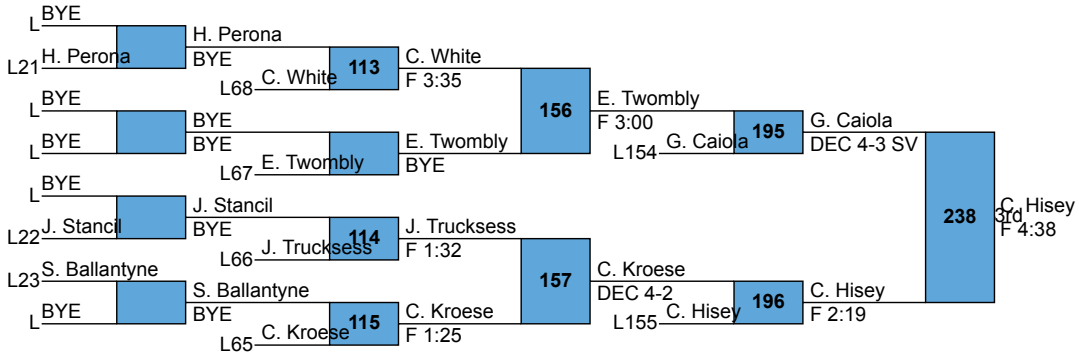 BYE
L
H. Perona
L21
H. Perona
BYE
C. White
L68
113
C. White
F 3:35
BYE
L
BYE
L
BYE
BYE
E. Twombly
L67
E. Twombly
BYE
156
E. Twombly
F 3:00
G. Caiola
L154
195
G. Caiola
DEC 4-3 SV
BYE
L
J. Stancil
L22
J. Stancil
BYE
J. Trucksess
L66
114
J. Trucksess
F 1:32
S. Ballantyne
L23
BYE
L
S. Ballantyne
BYE
C. Kroese
L65
115
C. Kroese
F 1:25
157
C. Kroese
DEC 4-2
C. Hisey
L155
196
C. Hisey
F 2:19
238
3rd
C. Hisey
F 4:38